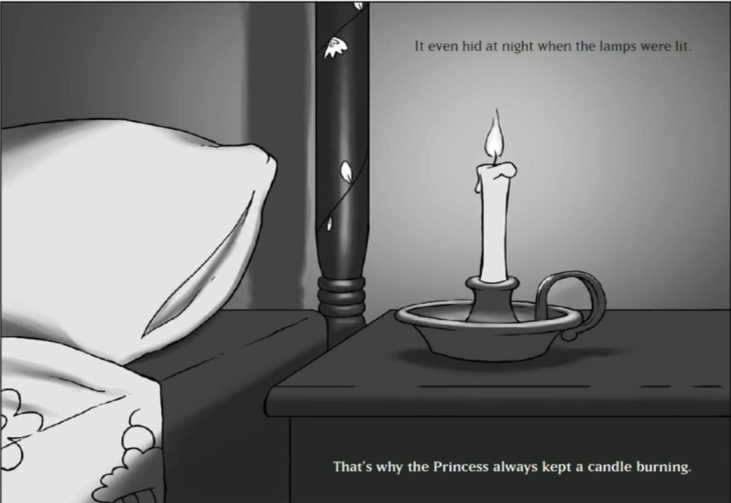 It even hid at night when the lamps were lit.
That's why the Princess always kept a candle burning.